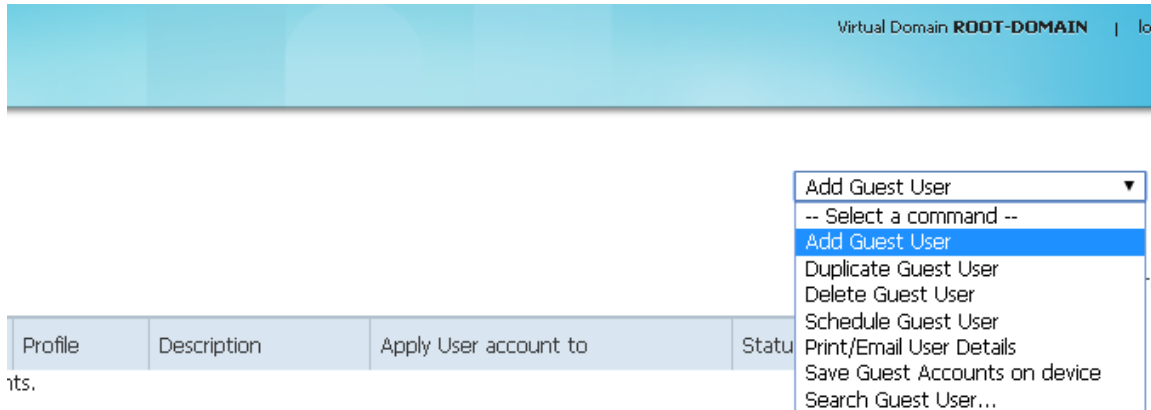 Virtual Domain ROOT-DOMAIN |
Add Guest User
-- Select a command --
Add Guest User
Duplicate Guest User
Delete Guest User
Schedule Guest User
Print/Email User Details
Save Guest Accounts on device
Search Guest User...
Profile Description Apply User account to